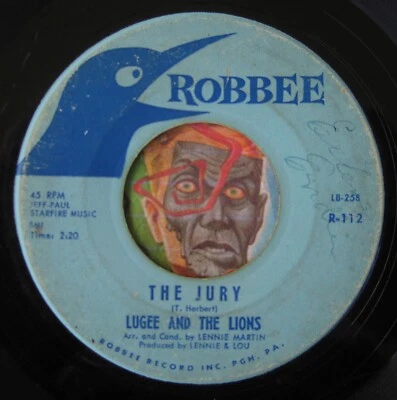 ROBBEE
45 RPM
JEFF-PAUL
STARFIRE MUSIC
BMI
Time: 2:20
LB-258
R-112
THE JURY
(T. Herbert)
LUGEE AND THE LIONS
Arr. and Cond. by LENNIE MARTIN
Produced by LENNIE & LOU
ROBBEE RECORD INC. PGH, PA.